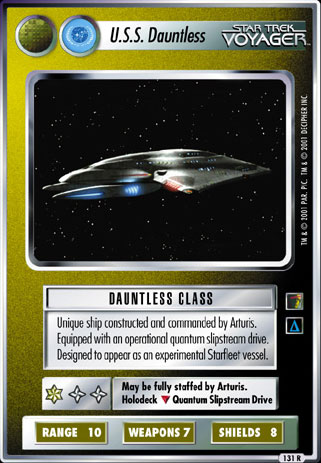 U.S.S. Dauntless
STAR TREK
VOYAGER™
TM & © 2001 PAR. PIC. TM & © 2001 DECIPHER INC.
DAUNTLESS CLASS
Unique ship constructed and commanded by Arturis.
Equipped with an operational quantum slipstream drive.
Designed to appear as an experimental Starfleet vessel.
May be fully staffed by Arturis.
Holodeck ▼ Quantum Slipstream Drive
RANGE 10 WEAPONS 7 SHIELDS 8
131 R